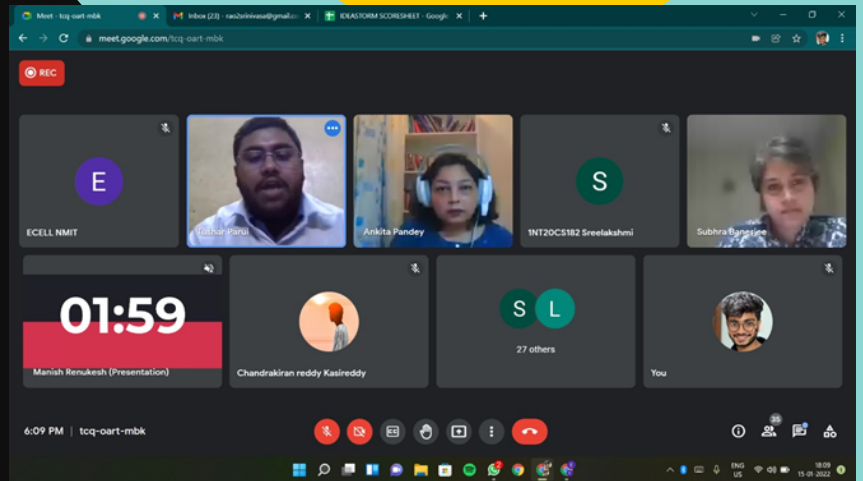 Meet - tcq-oart-mbk
Inbox (23) - rao2srinivasa@gmail.co
IDEASTORM SCORESHEET - Google
meet.google.com/tcq-oart-mbk
REC
E
S
ECELL NMIT
Tushar Parui
Ankita Pandey
1NT20CS182 Sreelakshmi
Subhra Banerjee
01:59
S L
27 others
Manish Renukesh (Presentation)
Chandrakiran reddy Kasireddy
You
6:09 PM | tcq-oart-mbk
CC
35
ENG
US
18:09
15-01-2022